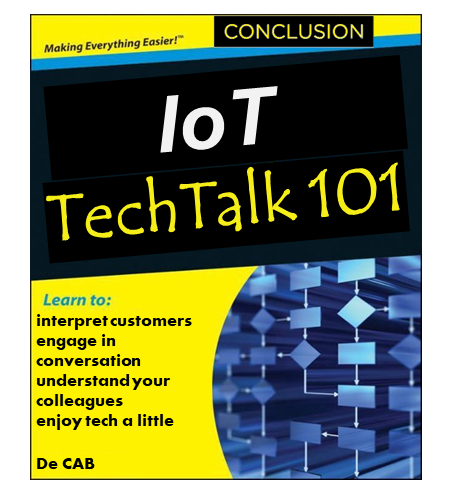 CONCLUSION
Making Everything Easier!™
IoT
TechTalk 101
Learn to:
interpret customers
engage in
conversation
understand your
colleagues
enjoy tech a little
De CAB